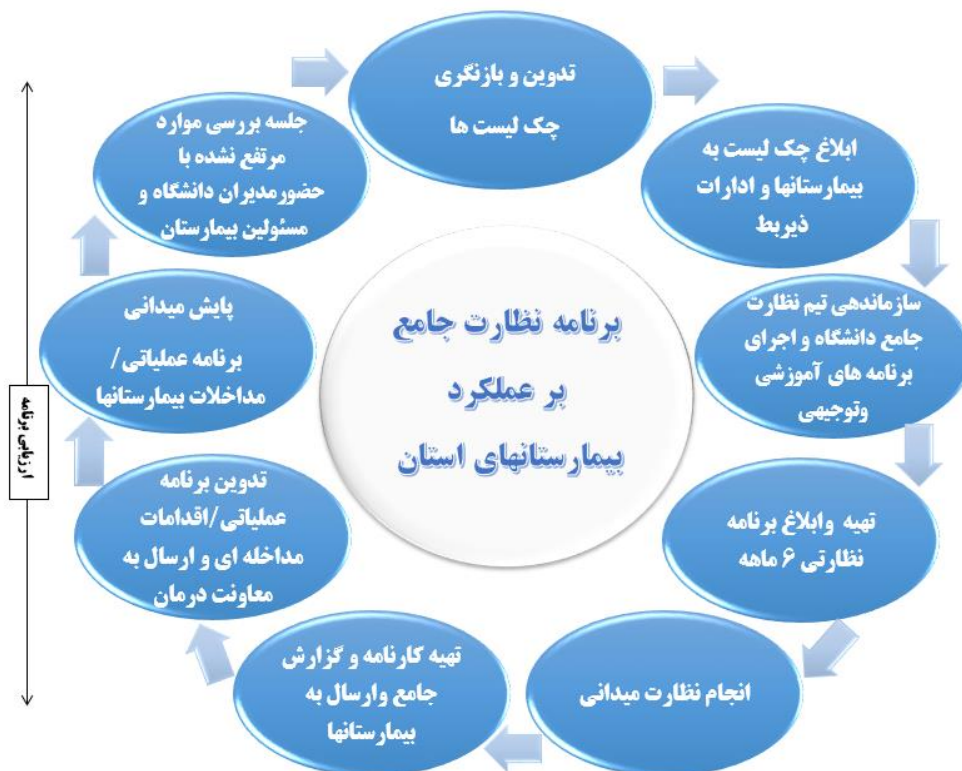 تدوین و بازنگری
چک لیست ها
ابلاغ چک لیست به
بیمارستانها و ادارات
ذیربط
سازماندهی تیم نظارت
جامع دانشگاه و اجرای
برنامه های آموزشی
وتوجیهی
تهیه وابلاغ برنامه
نظارتی ۶ ماهه
انجام نظارت میدانی
تهیه کارنامه و گزارش
جامع وارسال به
بیمارستانها
تدوین برنامه
عملیاتی/اقدامات
مداخله ای و ارسال به
معاونت درمان
پایش میدانی
برنامه عملیاتی/
مداخلات بیمارستانها
جلسه بررسی موارد
مرتفع نشده با
حضورمدیران دانشگاه و
مسئولین بیمارستان
برنامه نظارت جامع
بر عملکرد
بیمارستانهای استان
ارزیابی برنامه